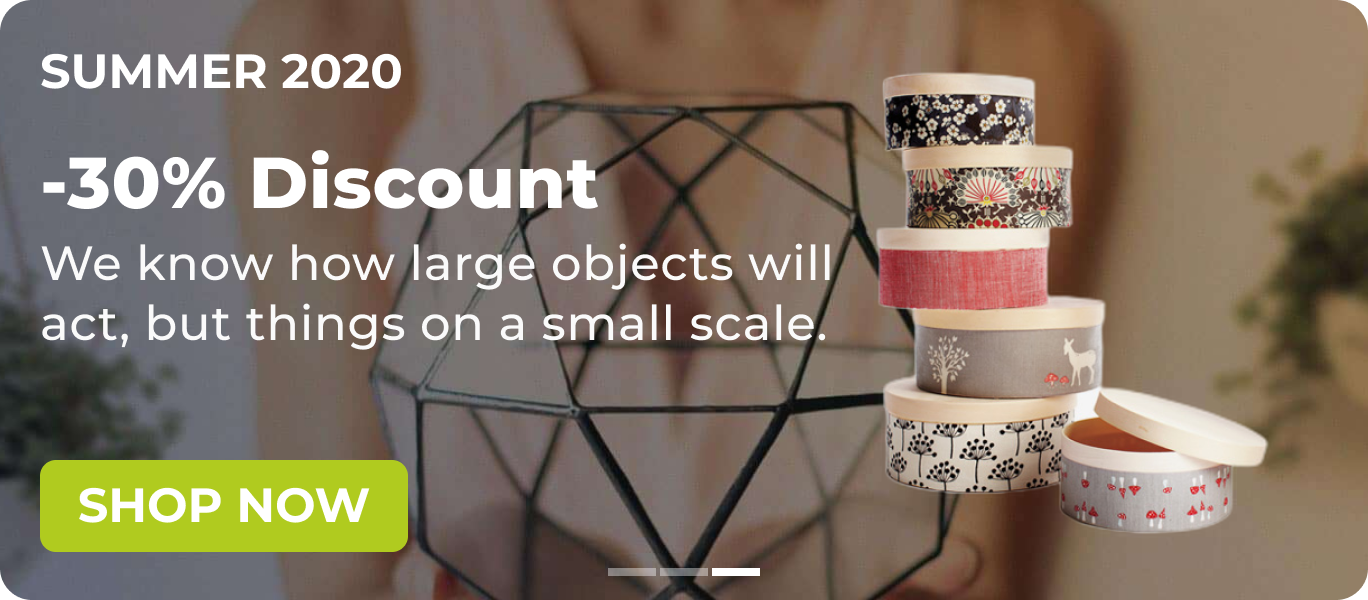 SUMMER 2020
-30% Discount
We know how large objects will
act, but things on a small scale.
SHOP NOW